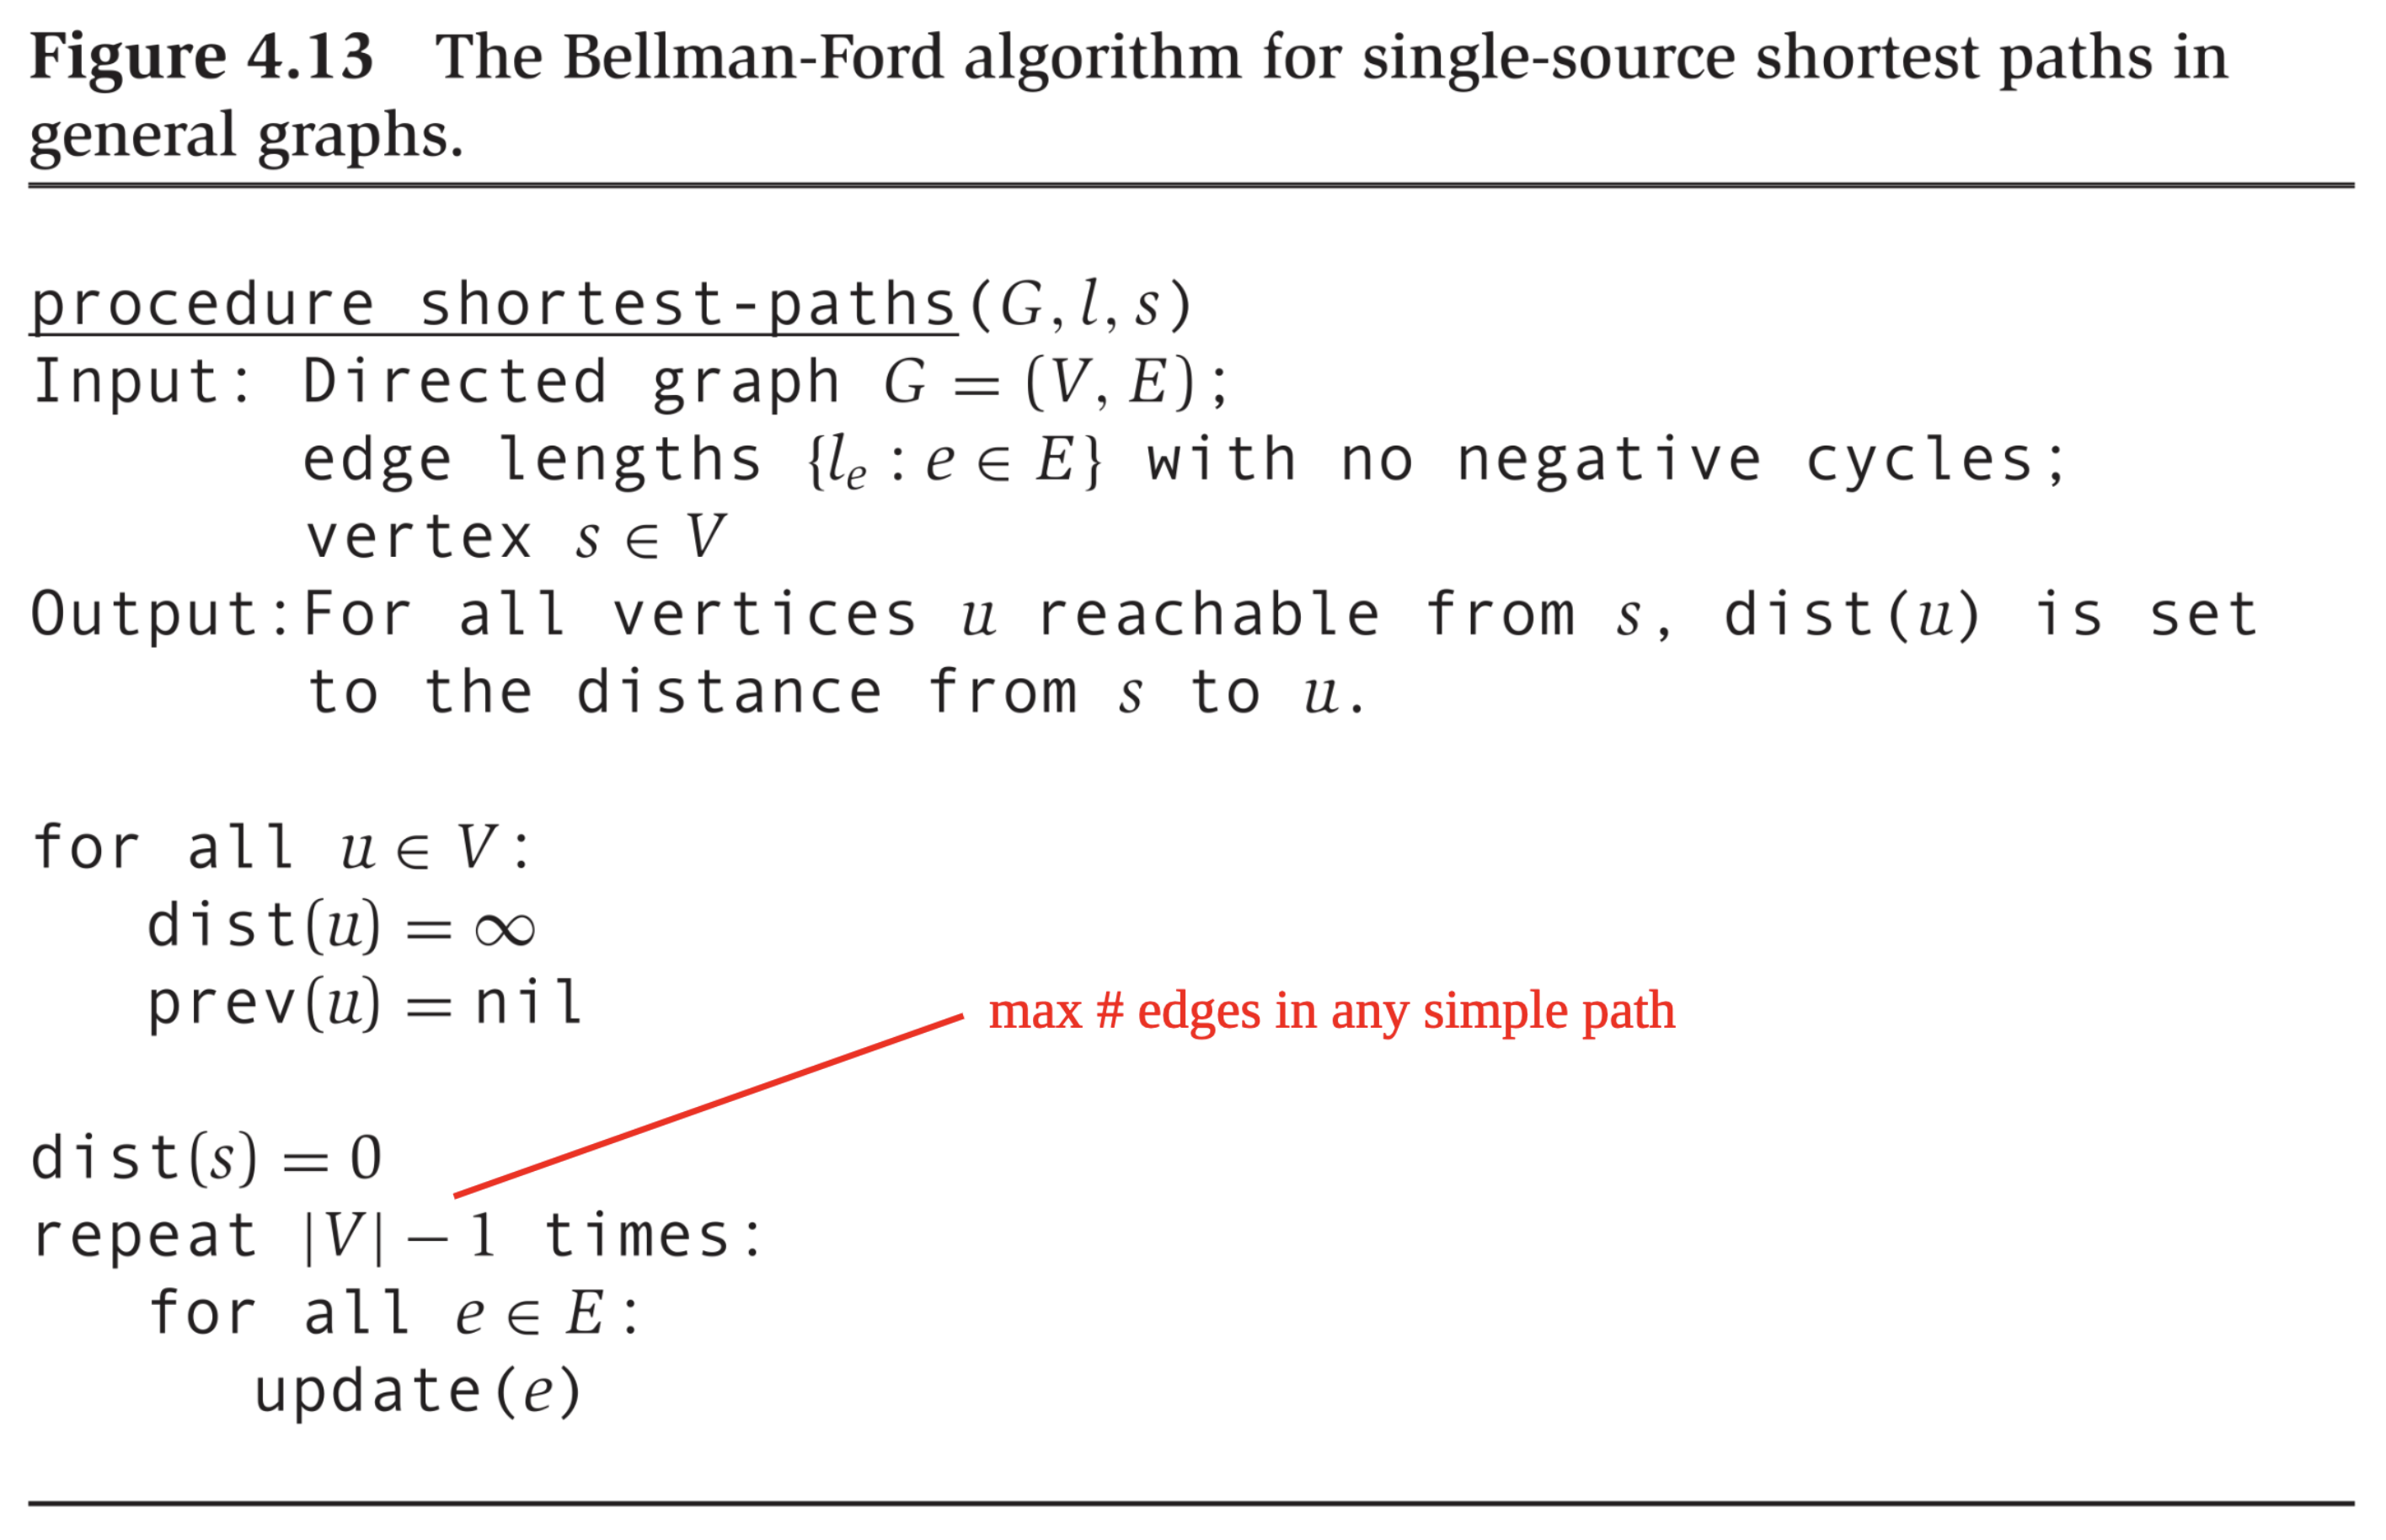 Figure 4.13 The Bellman-Ford algorithm for single-source shortest paths in
general graphs.
procedure shortest-paths(G, l, s)
Input: Directed graph G = (V, E);
edge lengths {lₑ : e ∈ E} with no negative cycles;
vertex s ∈ V
Output:For all vertices u reachable from s, dist(u) is set
to the distance from s to u.
for all u ∈ V:
dist(u) = ∞
prev(u) = nil
max # edges in any simple path
dist(s) = 0
repeat |V| − 1 times:
for all e ∈ E:
update(e)